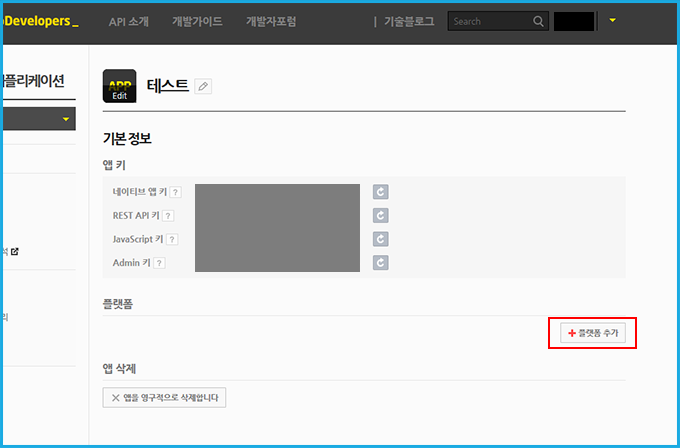 oDevelopers _ API 소개 개발가이드 개발자포럼 | 기술블로그 Search
플리케이션
APP
Edit
테스트
기본 정보
앱 키
네이티브 앱 키 ?
REST API 키 ?
JavaScript 키 ?
Admin 키 ?
석
리
플랫폼
+ 플랫폼 추가
앱 삭제
× 앱을 영구적으로 삭제합니다